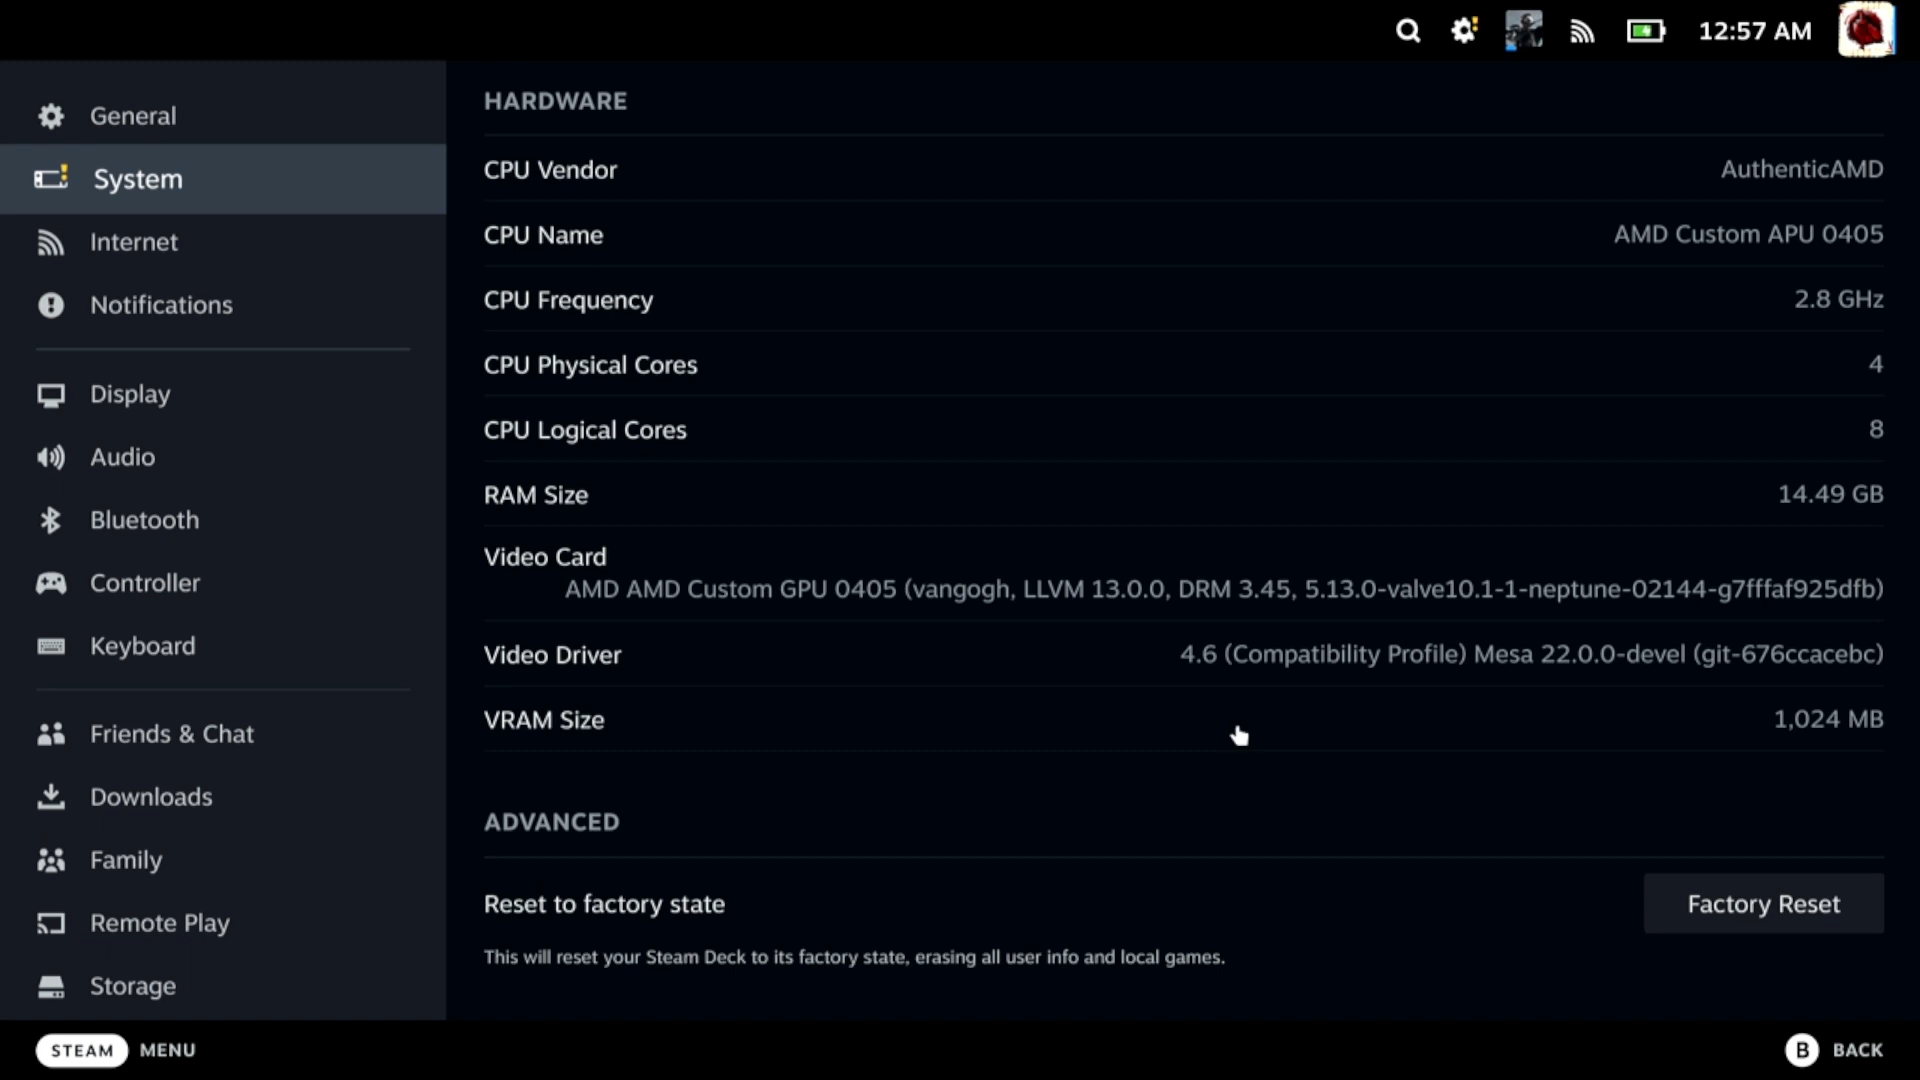 12:57 AM
General
System
Internet
Notifications
Display
Audio
Bluetooth
Controller
Keyboard
Friends & Chat
Downloads
Family
Remote Play
Storage
HARDWARE
CPU Vendor AuthenticAMD
CPU Name AMD Custom APU 0405
CPU Frequency 2.8 GHz
CPU Physical Cores 4
CPU Logical Cores 8
RAM Size 14.49 GB
Video Card
AMD AMD Custom GPU 0405 (vangogh, LLVM 13.0.0, DRM 3.45, 5.13.0-valve10.1-1-neptune-02144-g7fffaf925dfb)
Video Driver 4.6 (Compatibility Profile) Mesa 22.0.0-devel (git-676ccacebc)
VRAM Size 1,024 MB
ADVANCED
Reset to factory state Factory Reset
This will reset your Steam Deck to its factory state, erasing all user info and local games.
STEAM MENU
B BACK